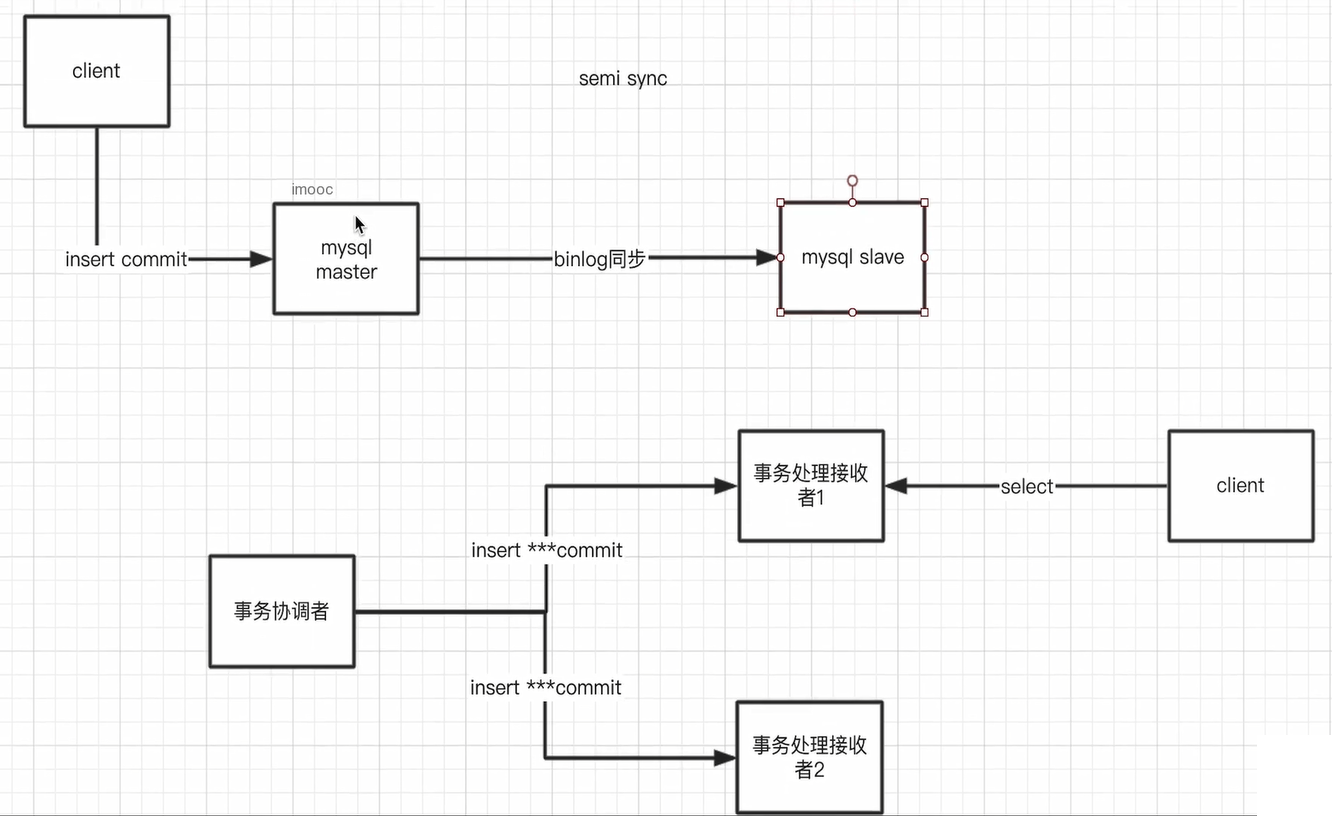 client
semi sync
imooc
mysql
master
insert commit
binlog同步
mysql slave
事务处理接收
者1
select
client
insert ***commit
事务协调者
insert ***commit
事务处理接收
者2